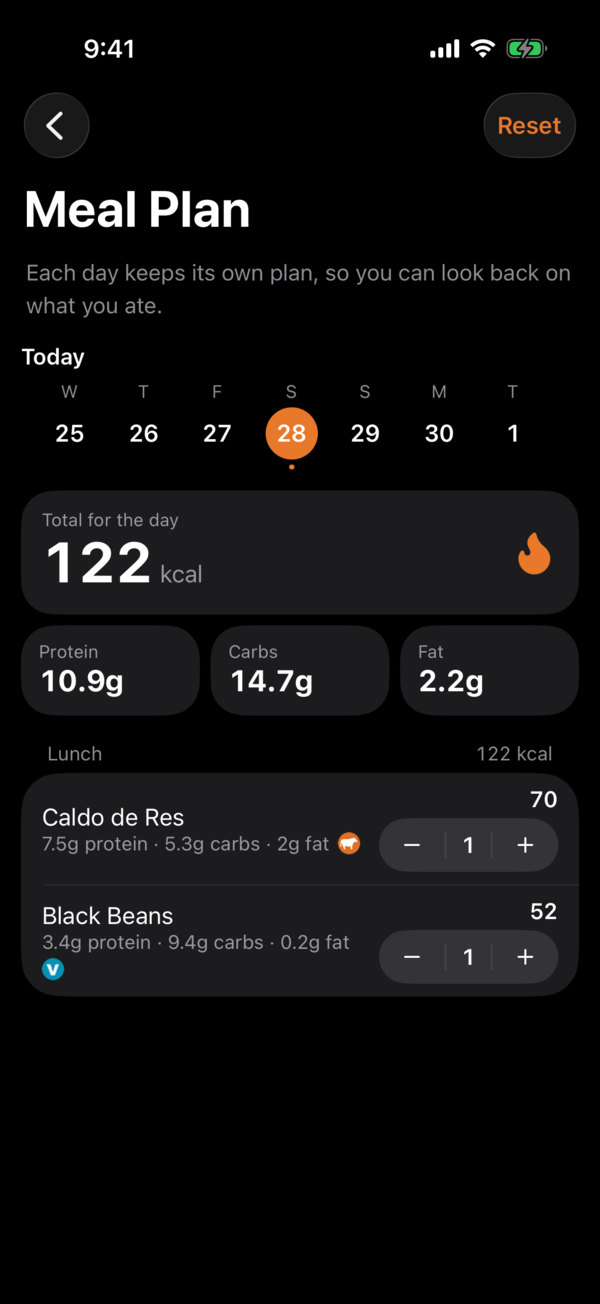 9:41
Reset
Meal Plan
Each day keeps its own plan, so you can look back on
what you ate.
Today
W T F S S M T
25 26 27 28 29 30 1
Total for the day
122 kcal
Protein Carbs Fat
10.9g 14.7g 2.2g
Lunch 122 kcal
70
Caldo de Res
7.5g protein · 5.3g carbs · 2g fat
− 1 +
52
Black Beans
3.4g protein · 9.4g carbs · 0.2g fat
− 1 +
V